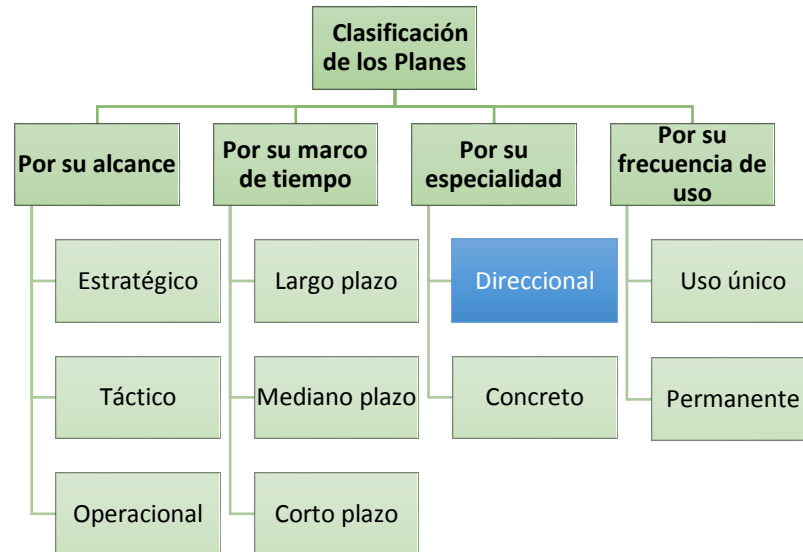 Clasificación
de los Planes
Por su alcance
Estratégico
Táctico
Operacional
Por su marco
de tiempo
Largo plazo
Mediano plazo
Corto plazo
Por su
especialidad
Direccional
Concreto
Por su
frecuencia de
uso
Uso único
Permanente